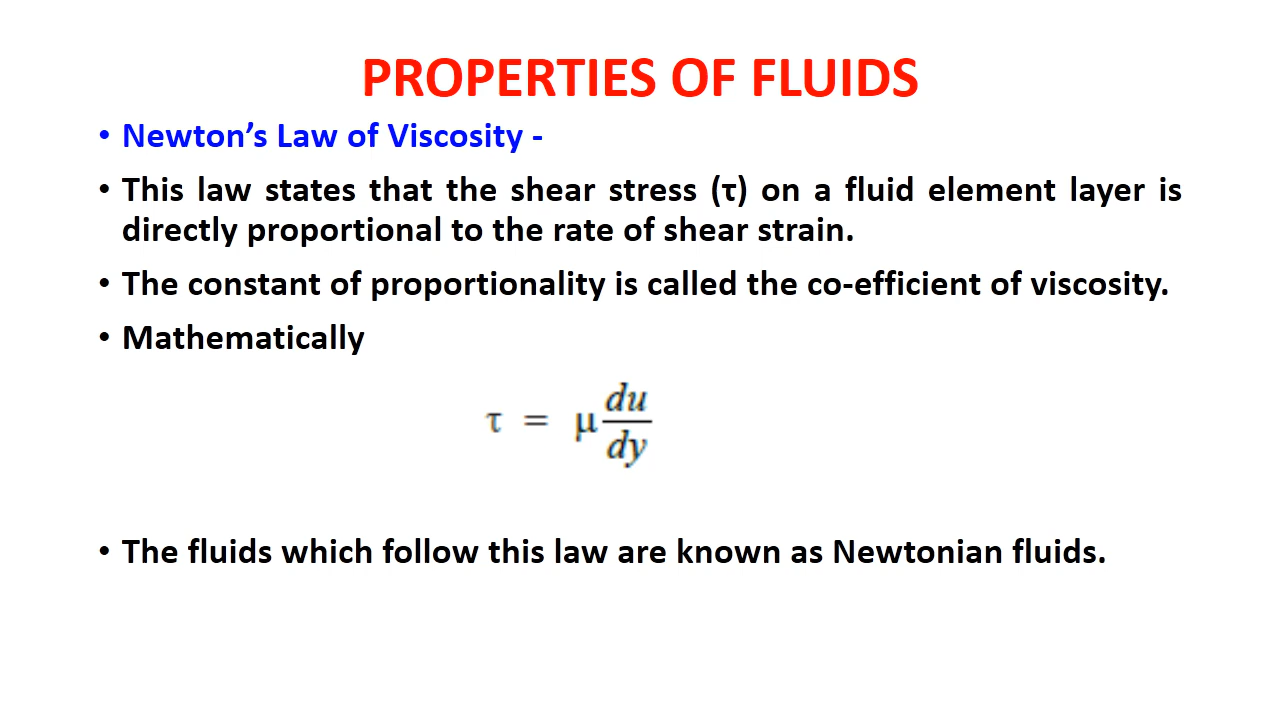 PROPERTIES OF FLUIDS
• Newton’s Law of Viscosity -
• This law states that the shear stress (τ) on a fluid element layer is
directly proportional to the rate of shear strain.
• The constant of proportionality is called the co-efficient of viscosity.
• Mathematically
τ = μ du/dy
• The fluids which follow this law are known as Newtonian fluids.